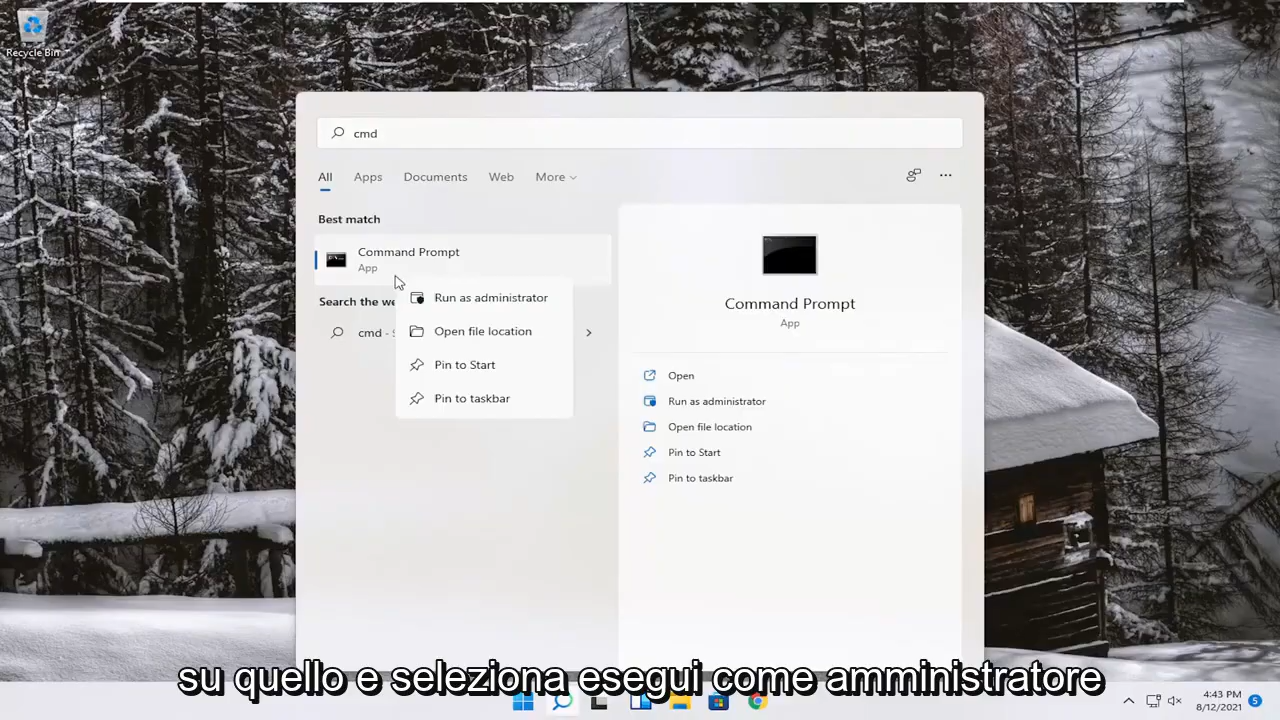 Recycle Bin
cmd
All Apps Documents Web More
Best match
Command Prompt
App
Run as administrator
Search the we
Open file location
cmd -
Pin to Start
Pin to taskbar
Command Prompt
App
Open
Run as administrator
Open file location
Pin to Start
Pin to taskbar
su quello e seleziona esegui come amministratore
4:43 PM
8/12/2021
5